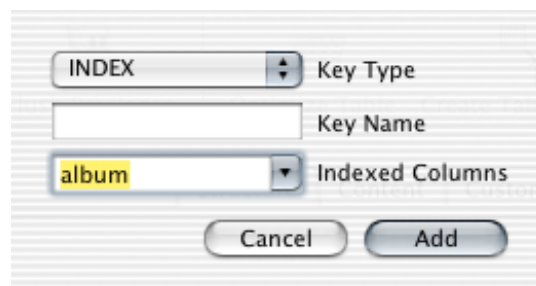 INDEX Key Type
Key Name
album Indexed Columns
Cancel Add